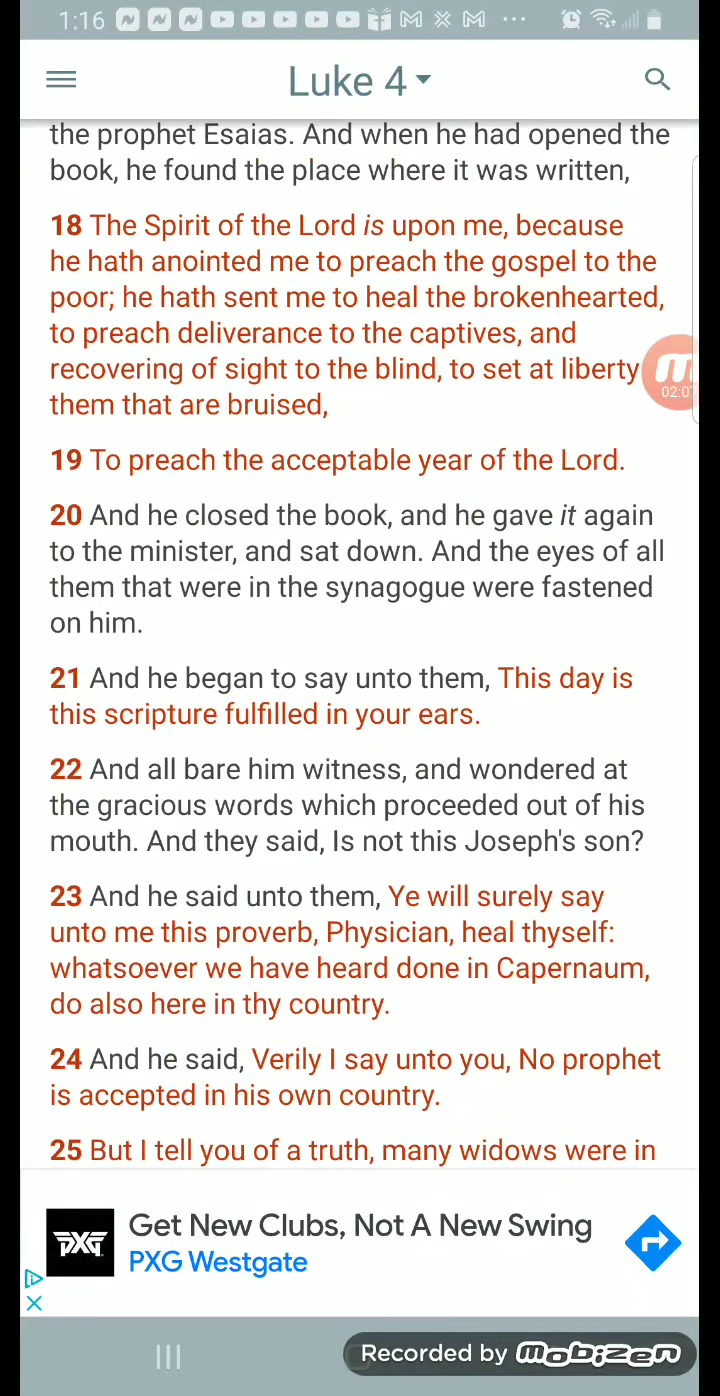 1:16
Luke 4
the prophet Esaias. And when he had opened the
book, he found the place where it was written,
18 The Spirit of the Lord is upon me, because
he hath anointed me to preach the gospel to the
poor; he hath sent me to heal the brokenhearted,
to preach deliverance to the captives, and
recovering of sight to the blind, to set at liberty
them that are bruised,
02:0
19 To preach the acceptable year of the Lord.
20 And he closed the book, and he gave it again
to the minister, and sat down. And the eyes of all
them that were in the synagogue were fastened
on him.
21 And he began to say unto them, This day is
this scripture fulfilled in your ears.
22 And all bare him witness, and wondered at
the gracious words which proceeded out of his
mouth. And they said, Is not this Joseph's son?
23 And he said unto them, Ye will surely say
unto me this proverb, Physician, heal thyself:
whatsoever we have heard done in Capernaum,
do also here in thy country.
24 And he said, Verily I say unto you, No prophet
is accepted in his own country.
25 But I tell you of a truth, many widows were in
PXG
Get New Clubs, Not A New Swing
PXG Westgate
Recorded by mobizen